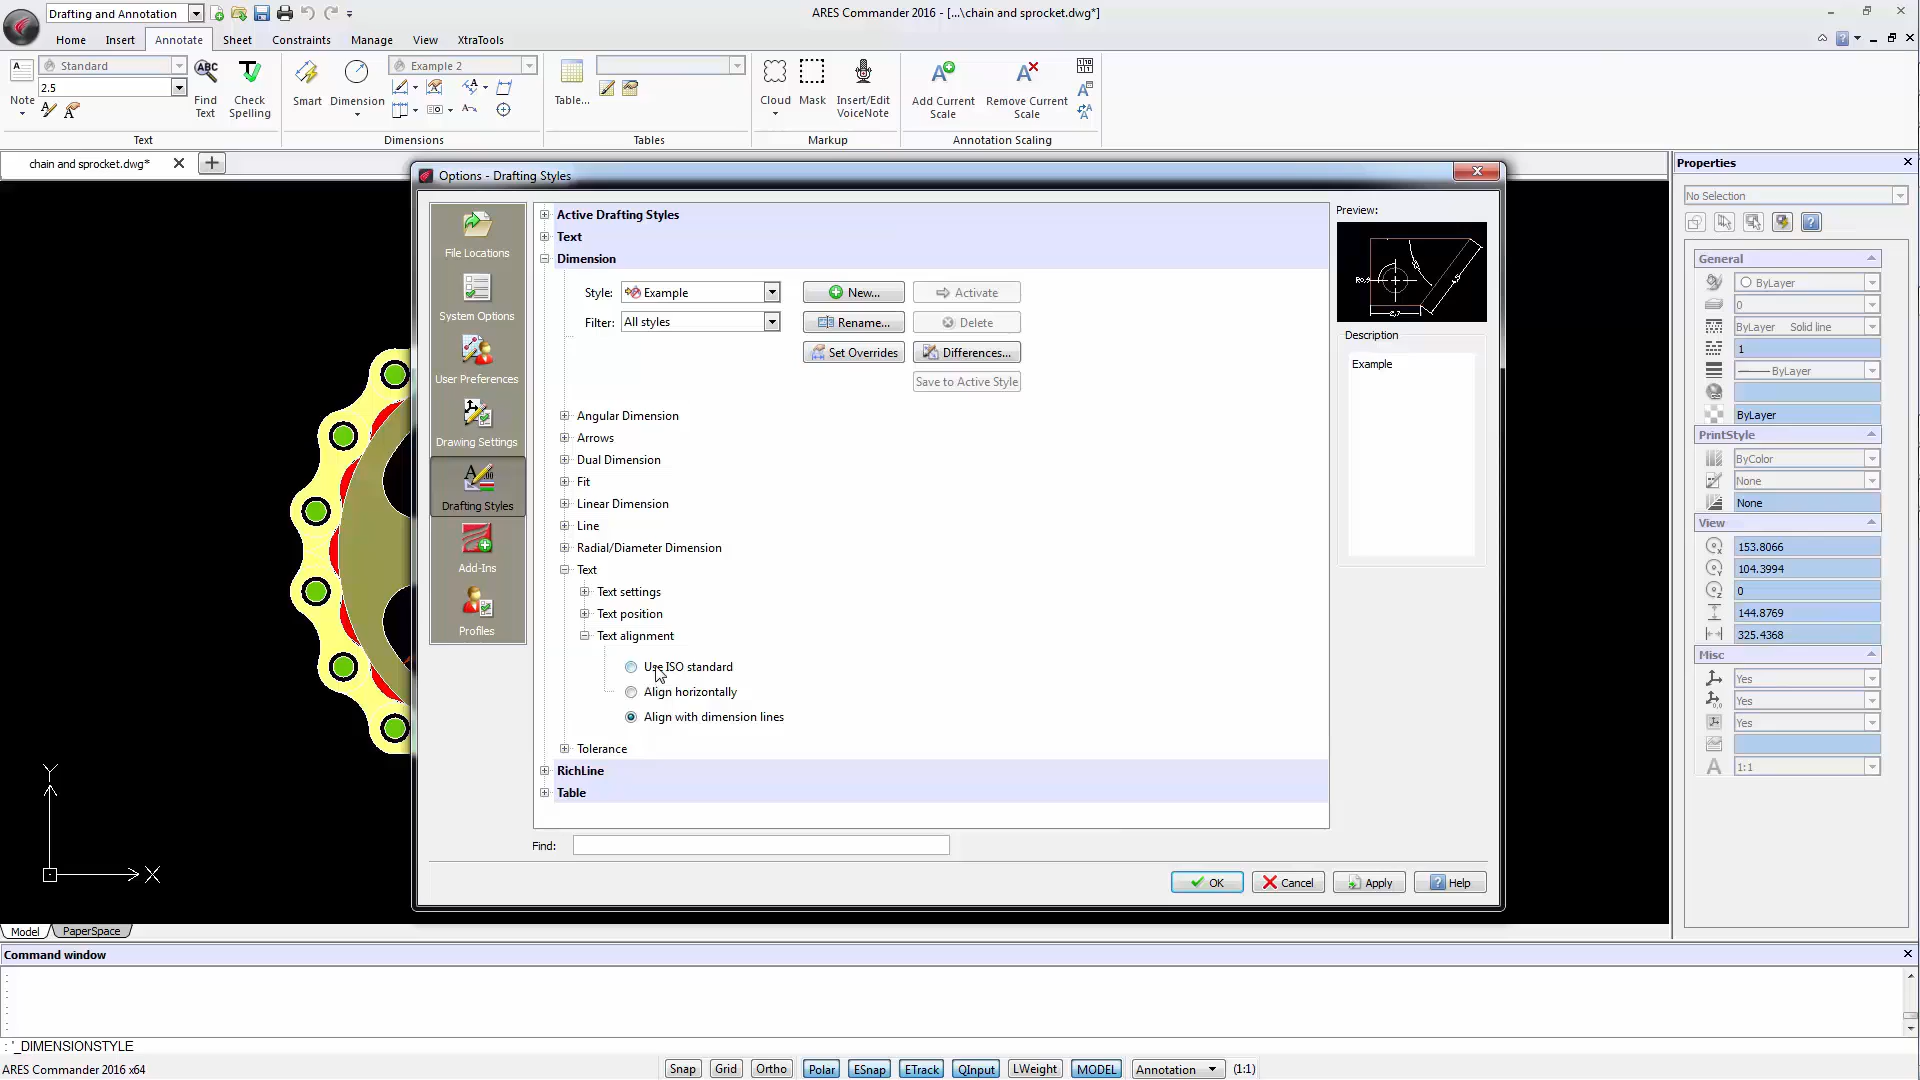 Drafting and Annotation
ARES Commander 2016 - [...\chain and sprocket.dwg*]
Home Insert Annotate Sheet Constraints Manage View XtraTools
Standard
2.5
Note
Find Text
Check Spelling
Text
Smart
Dimension
Example 2
Dimensions
Table...
Tables
Cloud
Mask
Insert/Edit VoiceNote
Markup
Add Current Scale
Remove Current Scale
Annotation Scaling
chain and sprocket.dwg*
Options - Drafting Styles
File Locations
System Options
User Preferences
Drawing Settings
Drafting Styles
Add-Ins
Profiles
Active Drafting Styles
Text
Dimension
Style: Example
New...
Activate
Filter: All styles
Rename...
Delete
Set Overrides
Differences...
Save to Active Style
Angular Dimension
Arrows
Dual Dimension
Fit
Linear Dimension
Line
Radial/Diameter Dimension
Text
Text settings
Text position
Text alignment
Use ISO standard
Align horizontally
Align with dimension lines
Tolerance
RichLine
Table
Find:
Preview:
Description
Example
OK
Cancel
Apply
Help
Properties
No Selection
General
ByLayer
0
ByLayer Solid line
1
ByLayer
ByLayer
PrintStyle
ByColor
None
None
View
153.8066
104.3994
0
144.8769
325.4368
Misc
Yes
Yes
Yes
1:1
Y
X
Model
PaperSpace
Command window
:
:
:
:
: '_DIMENSIONSTYLE
ARES Commander 2016 x64
Snap Grid Ortho Polar ESnap ETrack QInput LWeight MODEL Annotation (1:1)